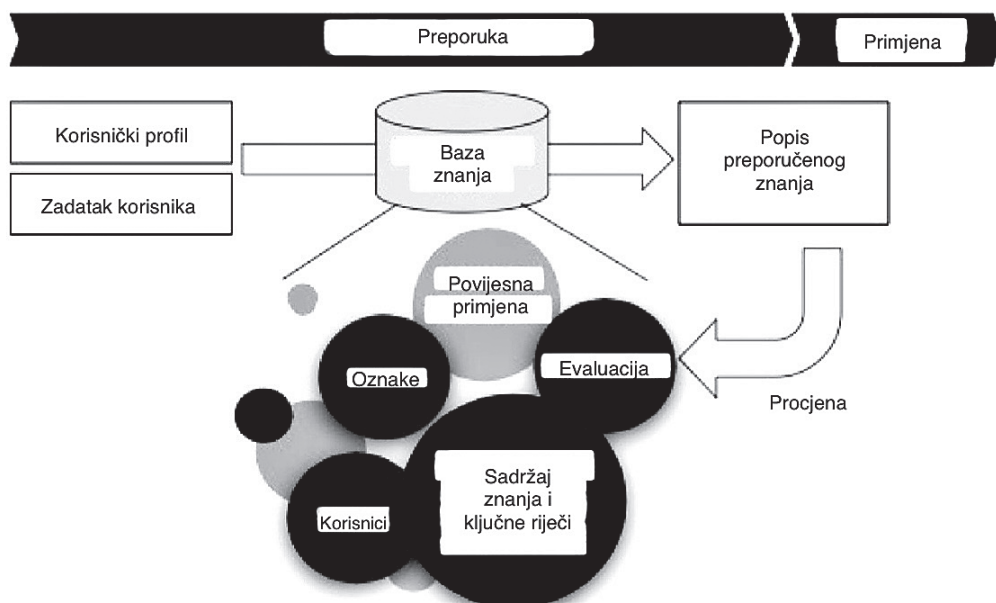 Preporuka
Primjena
Korisnički profil
Zadatak korisnika
Baza
znanja
Popis
preporučenog
znanja
Povijesna
primjena
Oznake
Evaluacija
Procjena
Sadržaj
znanja i
ključne riječi
Korisnici